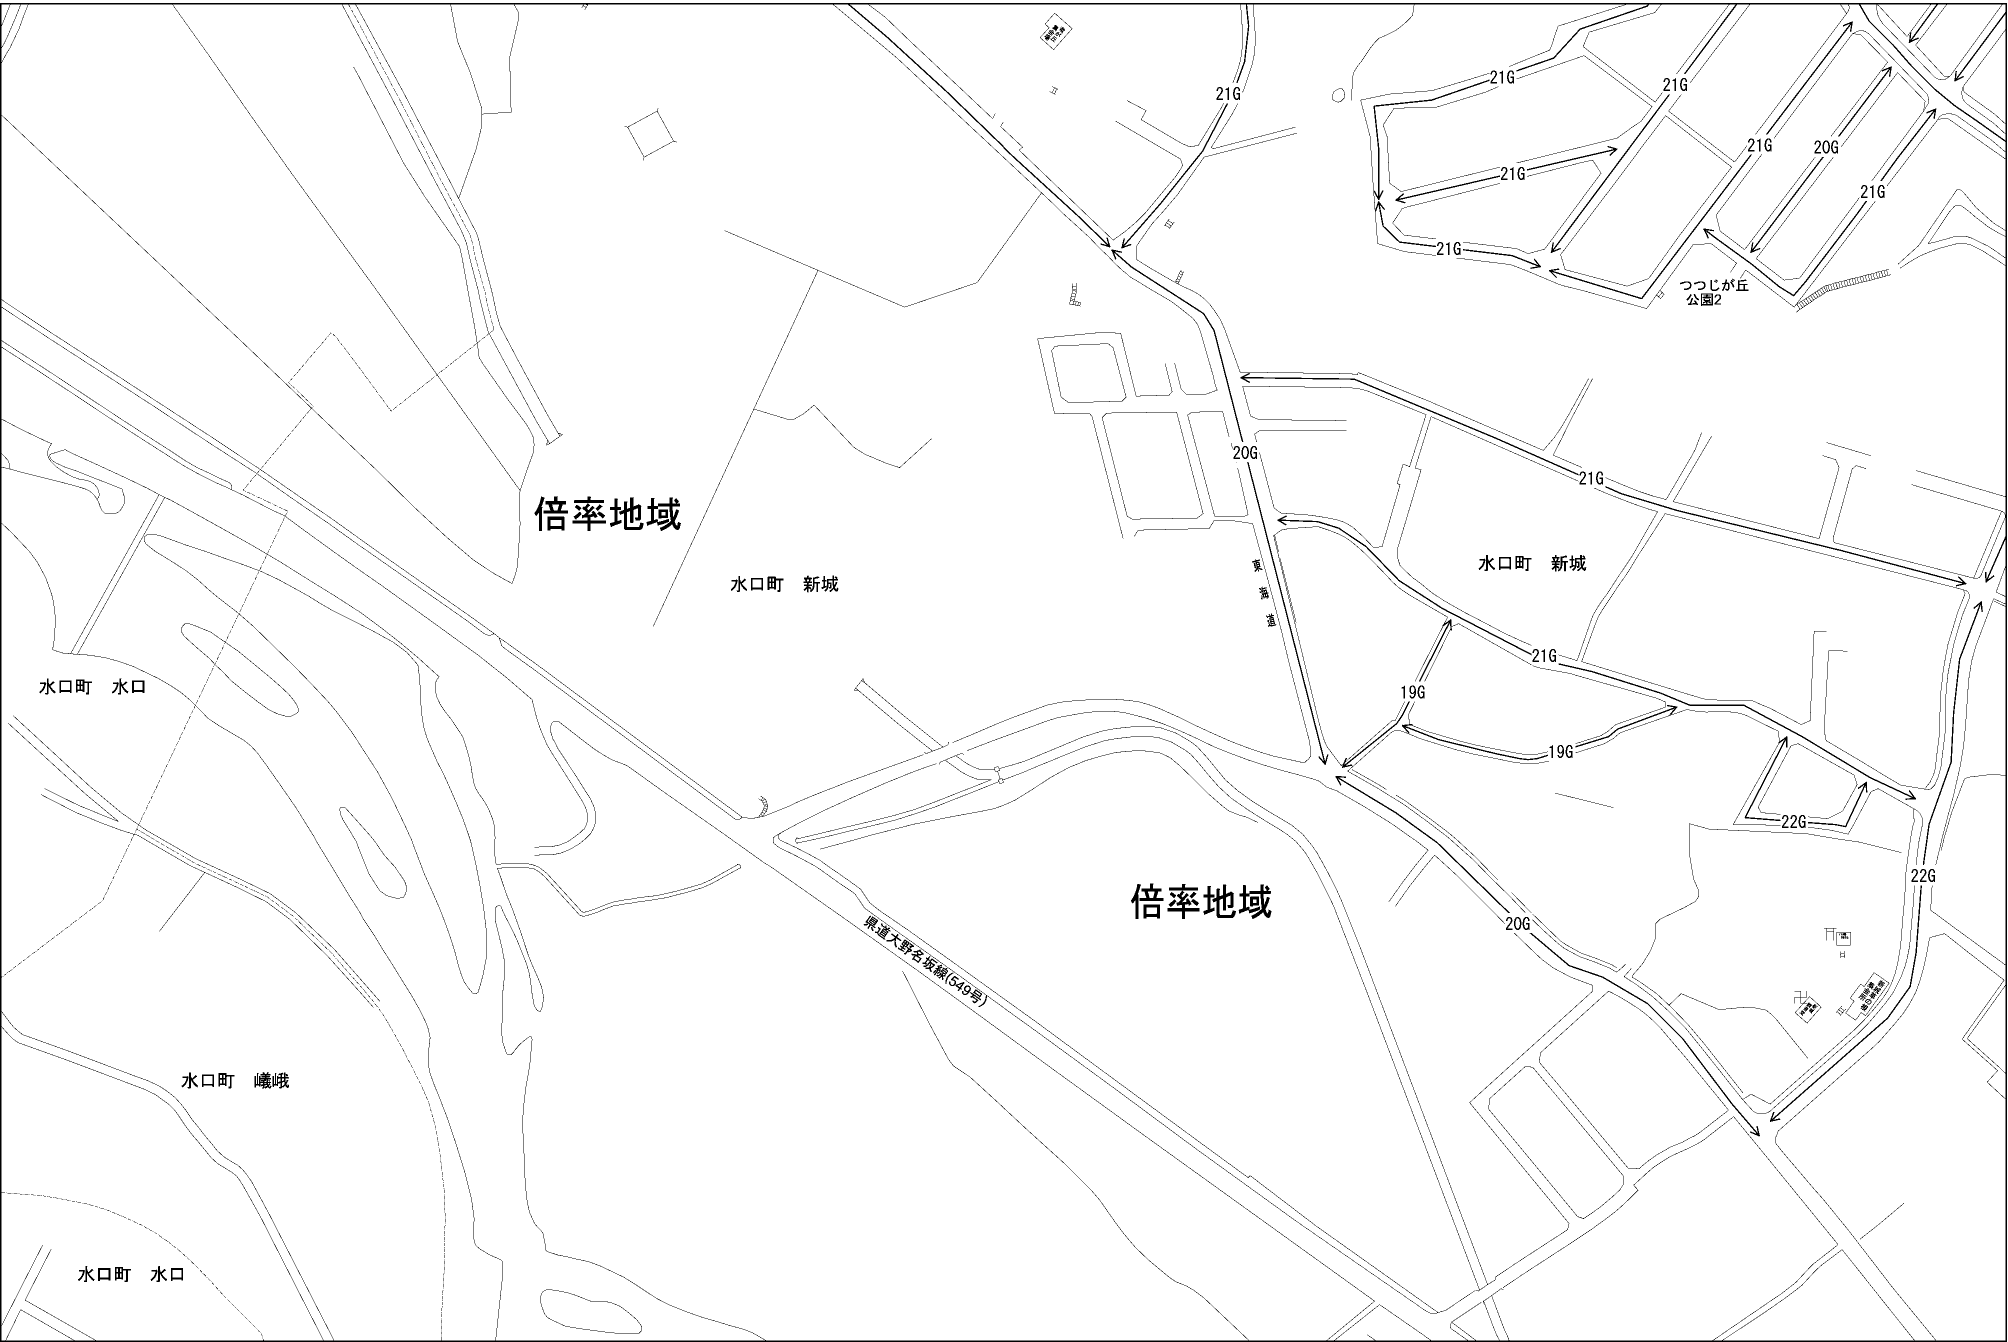 21G
21G
21G
21G
20G
21G
21G
21G
21G
つつじが丘
公園2
20G
21G
倍率地域
水口町 新城
東海道
水口町 新城
21G
水口町 水口
19G
19G
22G
22G
倍率地域
20G
県道大野名坂線(549号)
水口町 嶬峨
水口町 水口